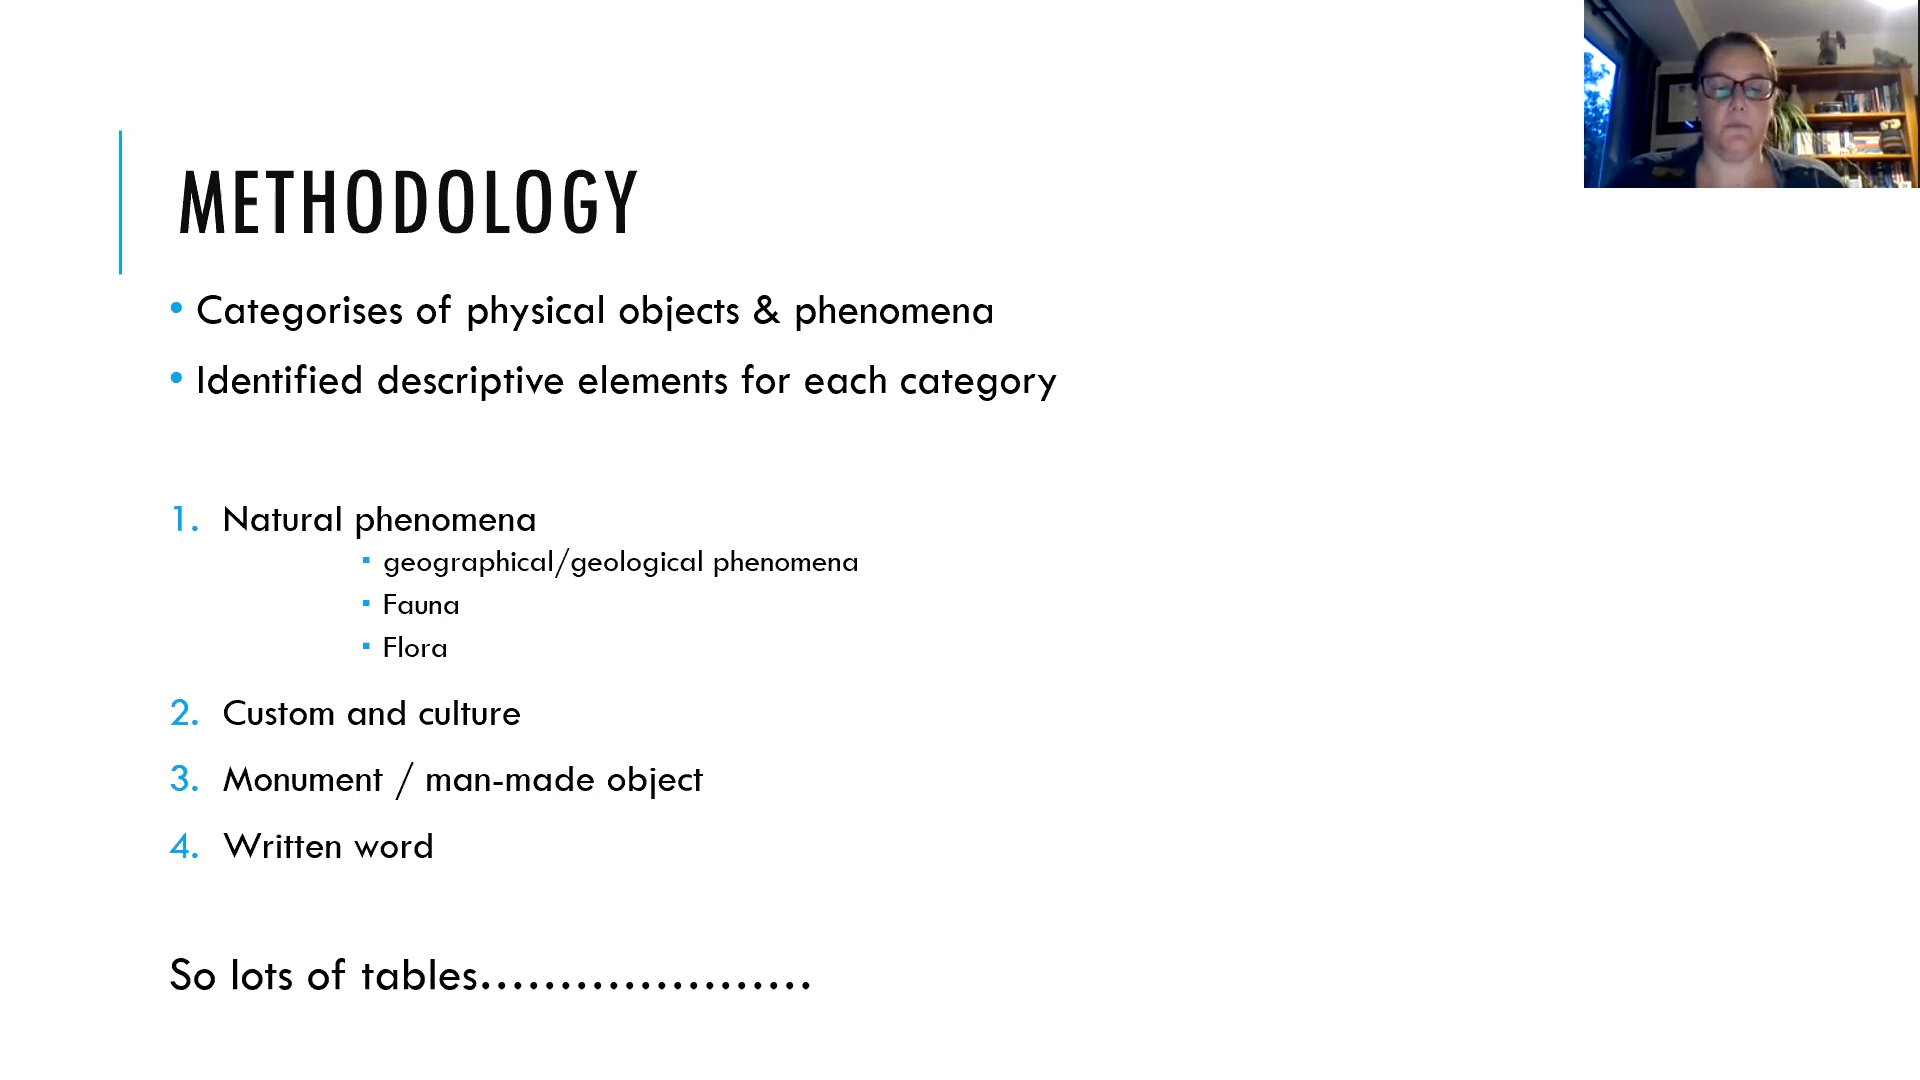 METHODOLOGY
• Categorises of physical objects & phenomena
• Identified descriptive elements for each category
1. Natural phenomena
▪ geographical/geological phenomena
▪ Fauna
▪ Flora
2. Custom and culture
3. Monument / man-made object
4. Written word
So lots of tables.....................